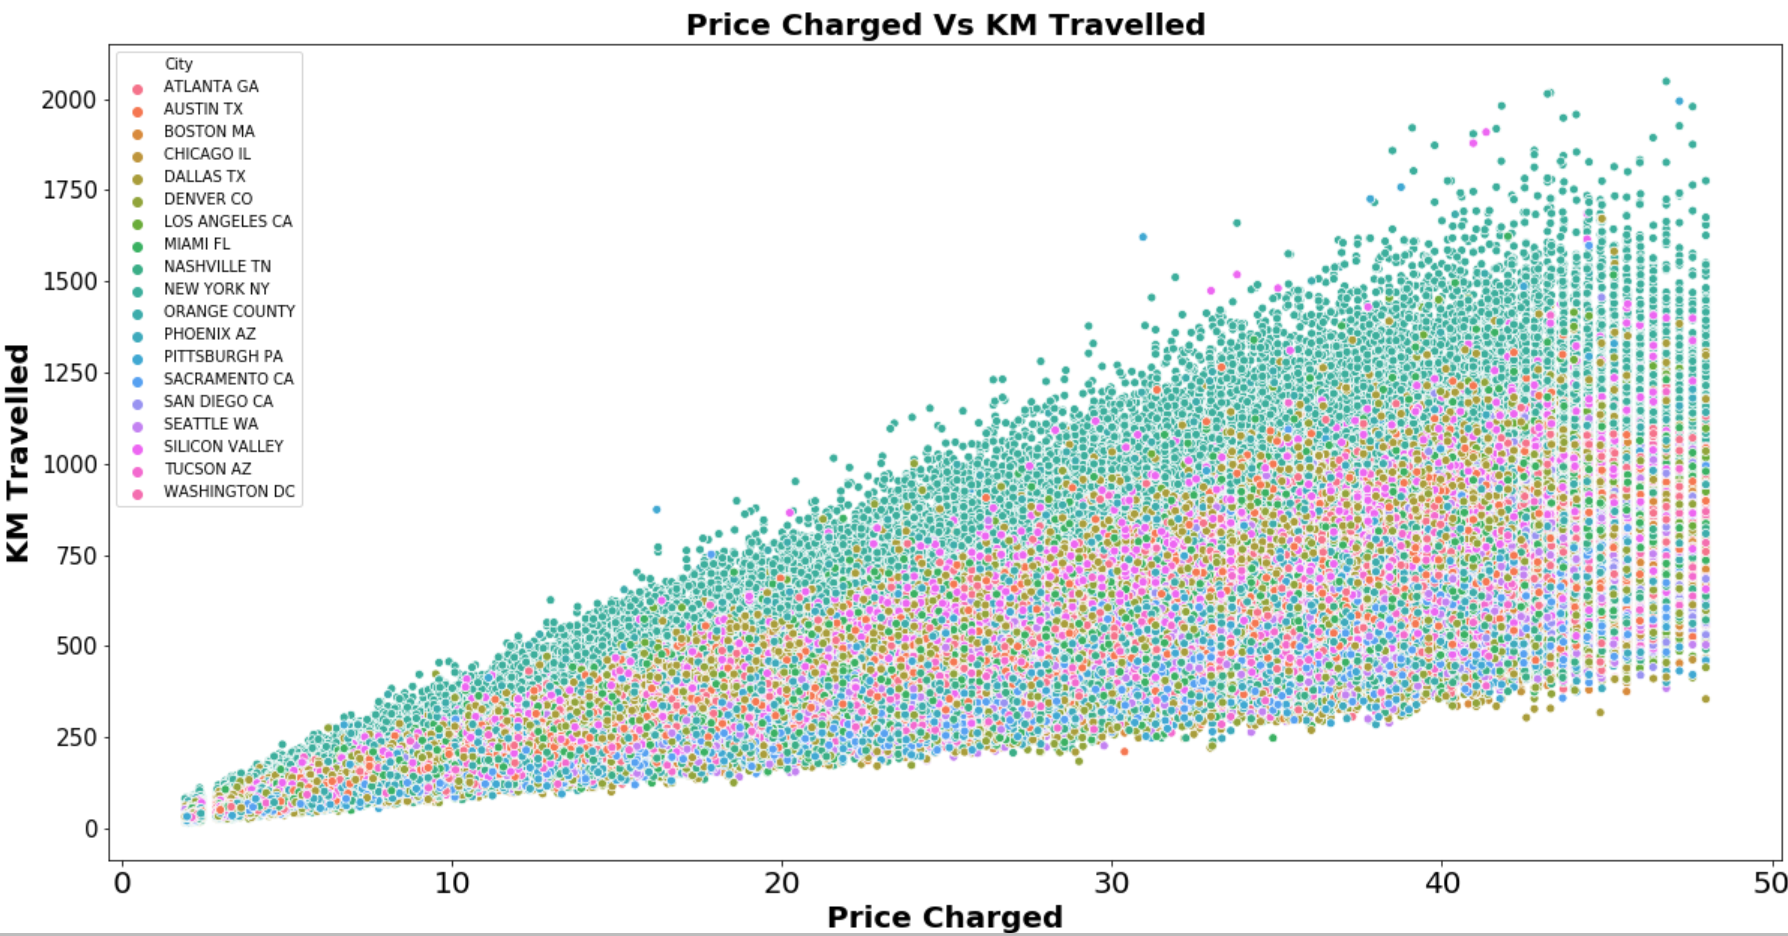 Price Charged Vs KM Travelled
City
ATLANTA GA
AUSTIN TX
BOSTON MA
CHICAGO IL
DALLAS TX
DENVER CO
LOS ANGELES CA
MIAMI FL
NASHVILLE TN
NEW YORK NY
ORANGE COUNTY
PHOENIX AZ
PITTSBURGH PA
SACRAMENTO CA
SAN DIEGO CA
SEATTLE WA
SILICON VALLEY
TUCSON AZ
WASHINGTON DC
KM Travelled
2000
1750
1500
1250
1000
750
500
250
0
0 10 20 30 40 50
Price Charged